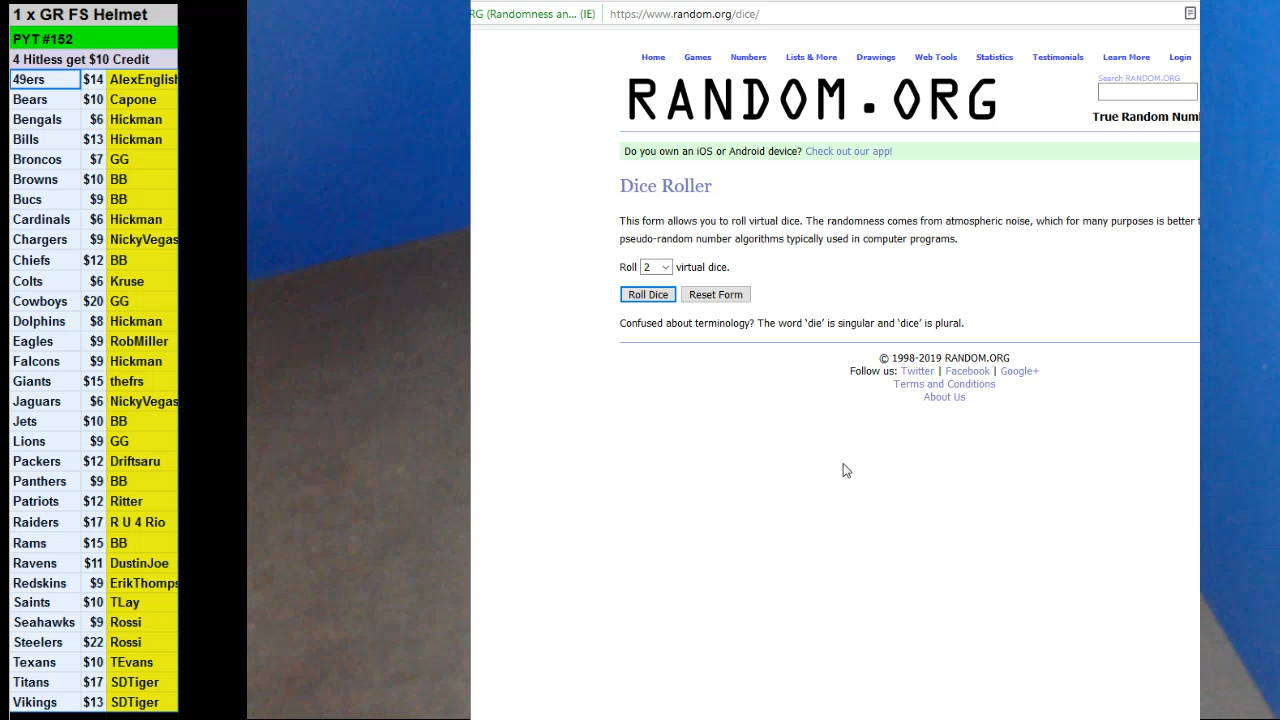 1 x GR FS Helmet
PYT #152
4 Hitless get $10 Credit
49ers $14 AlexEnglish
Bears $10 Capone
Bengals $6 Hickman
Bills $13 Hickman
Broncos $7 GG
Browns $10 BB
Bucs $9 BB
Cardinals $6 Hickman
Chargers $9 NickyVegas
Chiefs $12 BB
Colts $6 Kruse
Cowboys $20 GG
Dolphins $8 Hickman
Eagles $9 RobMiller
Falcons $9 Hickman
Giants $15 thefrs
Jaguars $6 NickyVegas
Jets $10 BB
Lions $9 GG
Packers $12 Driftsaru
Panthers $9 BB
Patriots $12 Ritter
Raiders $17 R U 4 Rio
Rams $15 BB
Ravens $11 DustinJoe
Redskins $9 ErikThomps
Saints $10 TLay
Seahawks $9 Rossi
Steelers $22 Rossi
Texans $10 TEvans
Titans $17 SDTiger
Vikings $13 SDTiger
RG (Randomness an... (IE) https://www.random.org/dice/
Home Games Numbers Lists & More Drawings Web Tools Statistics Testimonials Learn More Login
RANDOM.ORG
Search RANDOM.ORG
True Random Num
Do you own an iOS or Android device? Check out our app!
Dice Roller
This form allows you to roll virtual dice. The randomness comes from atmospheric noise, which for many purposes is better t
pseudo-random number algorithms typically used in computer programs.
Roll 2 virtual dice.
Roll Dice Reset Form
Confused about terminology? The word ‘die’ is singular and ‘dice’ is plural.
© 1998-2019 RANDOM.ORG
Follow us: Twitter | Facebook | Google+
Terms and Conditions
About Us